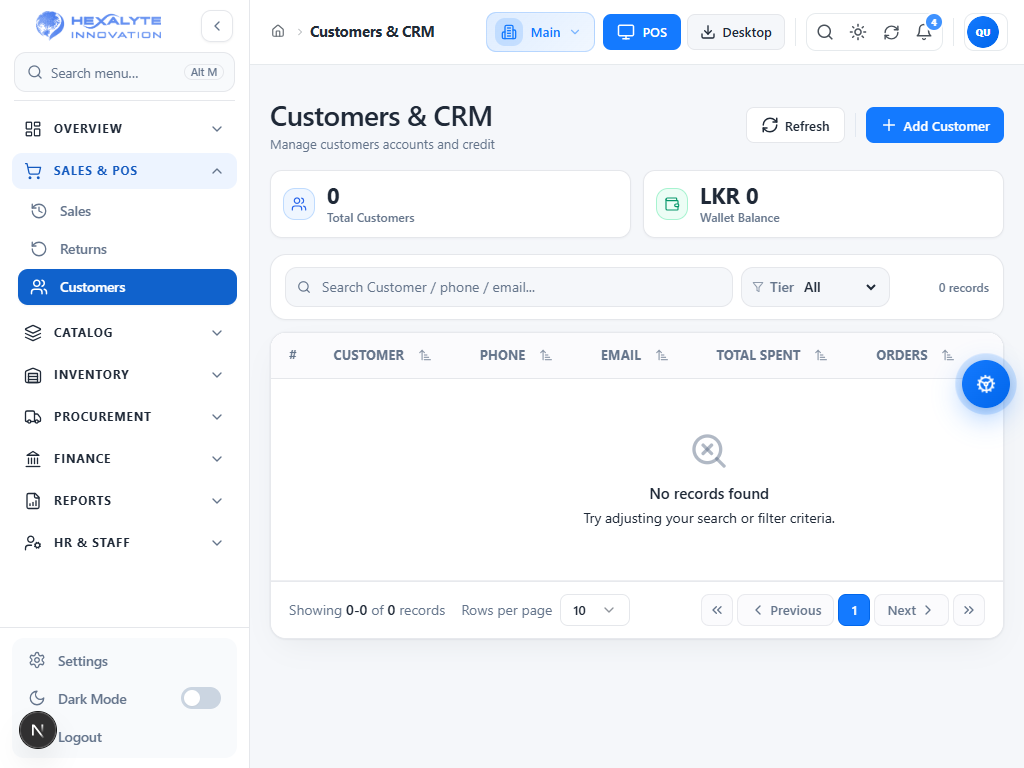 HEXALYTE
INNOVATION
Search menu...
Alt M
OVERVIEW
SALES & POS
Sales
Returns
Customers
CATALOG
INVENTORY
PROCUREMENT
FINANCE
REPORTS
HR & STAFF
Settings
Dark Mode
N
Logout
Customers & CRM
Main
POS
Desktop
4
QU
Customers & CRM
Manage customers accounts and credit
Refresh
Add Customer
0
Total Customers
LKR 0
Wallet Balance
Search Customer / phone / email...
Tier All
0 records
# CUSTOMER PHONE EMAIL TOTAL SPENT ORDERS
No records found
Try adjusting your search or filter criteria.
Showing 0-0 of 0 records Rows per page 10
Previous 1 Next